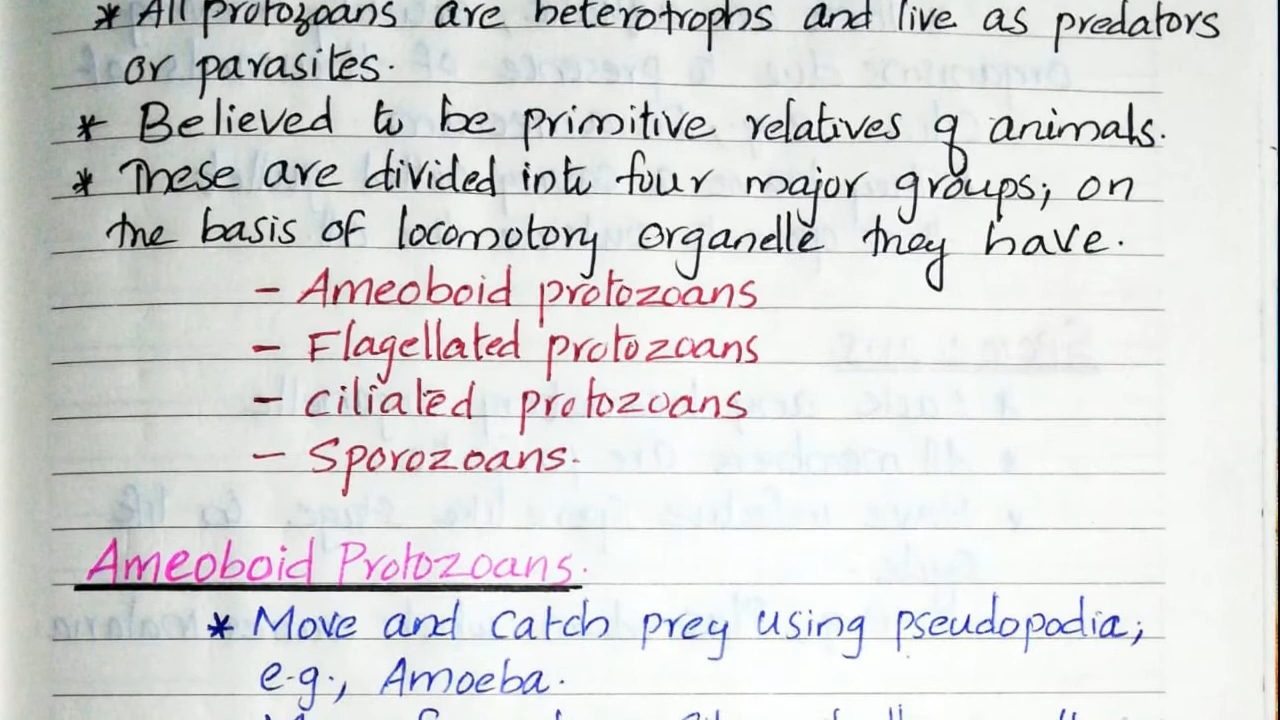 * All protozoans are heterotrophs and live as predators
or parasites.
* Believed to be primitive relatives of animals.
* These are divided into four major groups; on
the basis of locomotory organelle they have.
- Ameoboid protozoans
- Flagellated protozoans
- ciliated protozoans
- Sporozoans.
Ameoboid Protozoans.
* Move and catch prey using pseudopodia;
e.g., Amoeba.